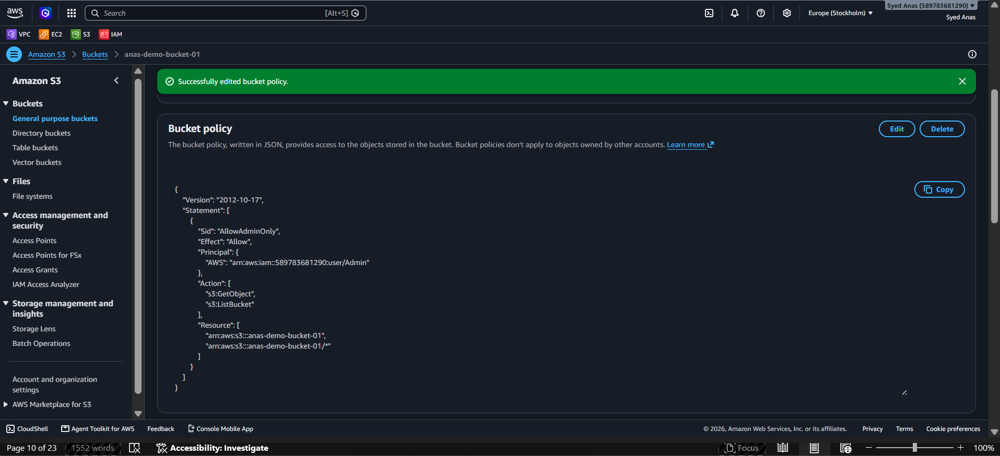 aws
Search
[Alt+S]
Europe (Stockholm)
Syed Anas (589783681290)
Syed Anas
VPC
EC2
S3
IAM
Amazon S3
Buckets
anas-demo-bucket-01
Amazon S3
Buckets
General purpose buckets
Directory buckets
Table buckets
Vector buckets
Files
File systems
Access management and
security
Access Points
Access Points for FSx
Access Grants
IAM Access Analyzer
Storage management and
insights
Storage Lens
Batch Operations
Account and organization
settings
AWS Marketplace for S3
Successfully edited bucket policy.
Bucket policy
Edit
Delete
The bucket policy, written in JSON, provides access to the objects stored in the bucket. Bucket policies don't apply to objects owned by other accounts. Learn more
Copy
{
"Version": "2012-10-17",
"Statement": [
{
"Sid": "AllowAdminOnly",
"Effect": "Allow",
"Principal": {
"AWS": "arn:aws:iam::589783681290:user/Admin"
},
"Action": [
"s3:GetObject",
"s3:ListBucket"
],
"Resource": [
"arn:aws:s3:::anas-demo-bucket-01",
"arn:aws:s3:::anas-demo-bucket-01/*"
]
}
]
}
CloudShell
Agent Toolkit for AWS
Feedback
Console Mobile App
© 2026, Amazon Web Services, Inc. or its affiliates.
Privacy
Terms
Cookie preferences
Page 10 of 23
1552 words
Accessibility: Investigate
Focus
100%